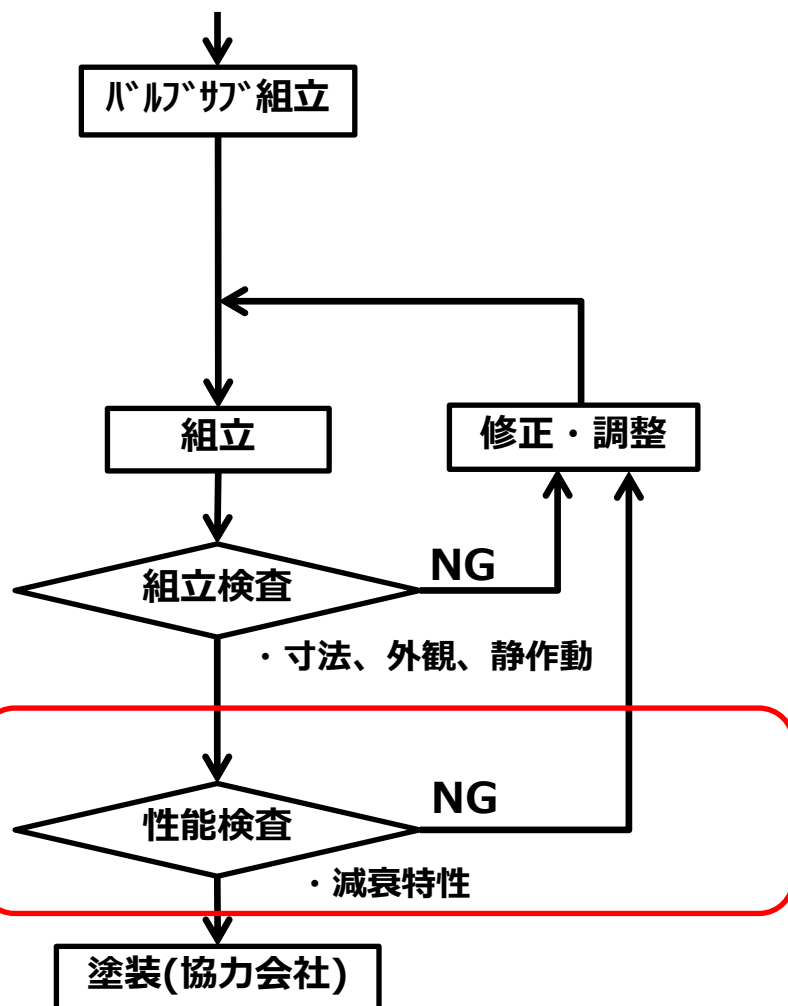 ﾊﾞﾙﾌﾞｻﾌﾞ組立
組立
修正・調整
組立検査
NG
・寸法、外観、静作動
性能検査
NG
・減衰特性
塗装(協力会社)